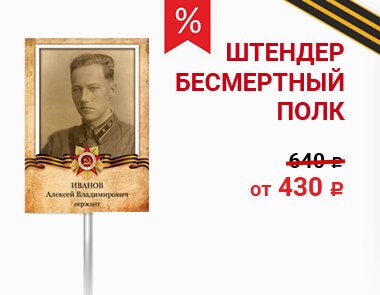 %
ШТЕНДЕР
БЕСМЕРТНЫЙ
ПОЛК
640 ₽
от 430 ₽
ИВАНОВ
Алексей Владимирович
сержант